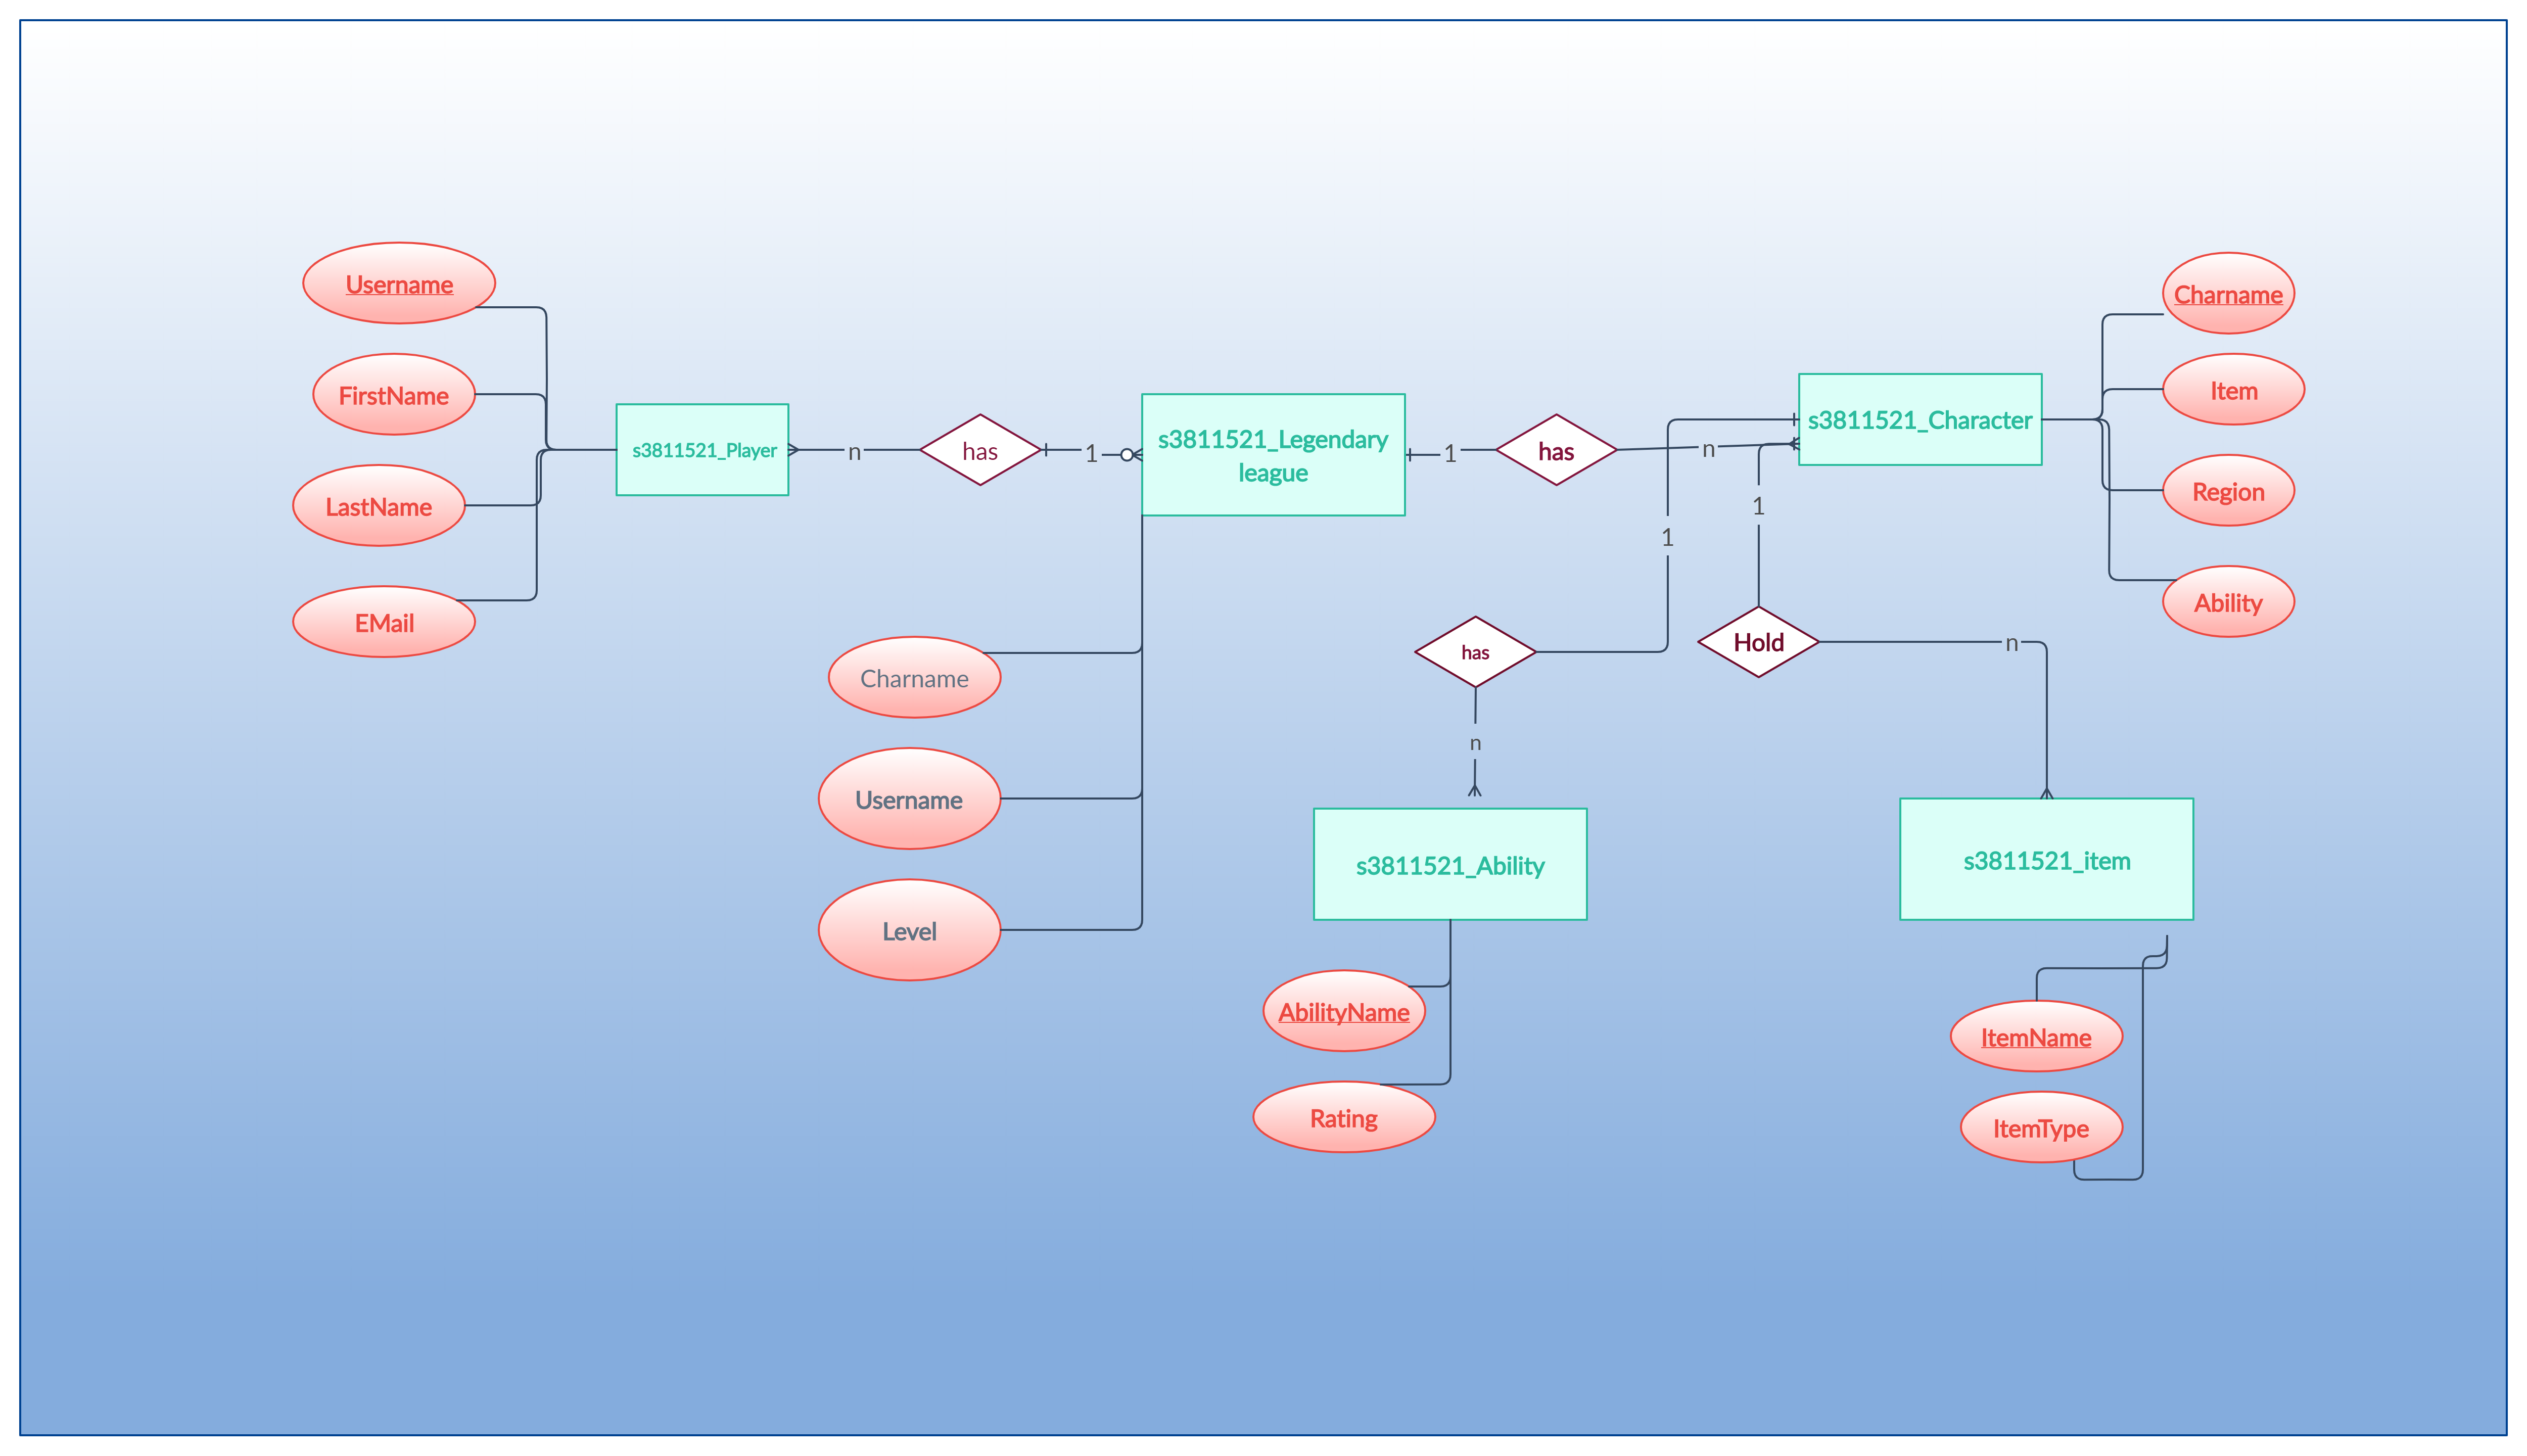 Username
FirstName
LastName
EMail
s3811521_Player
n
has
1
s3811521_Legendary
league
1
has
n
s3811521_Character
Charname
Item
Region
Ability
1
1
has
Hold
n
n
Charname
Username
Level
s3811521_Ability
AbilityName
Rating
s3811521_item
ItemName
ItemType